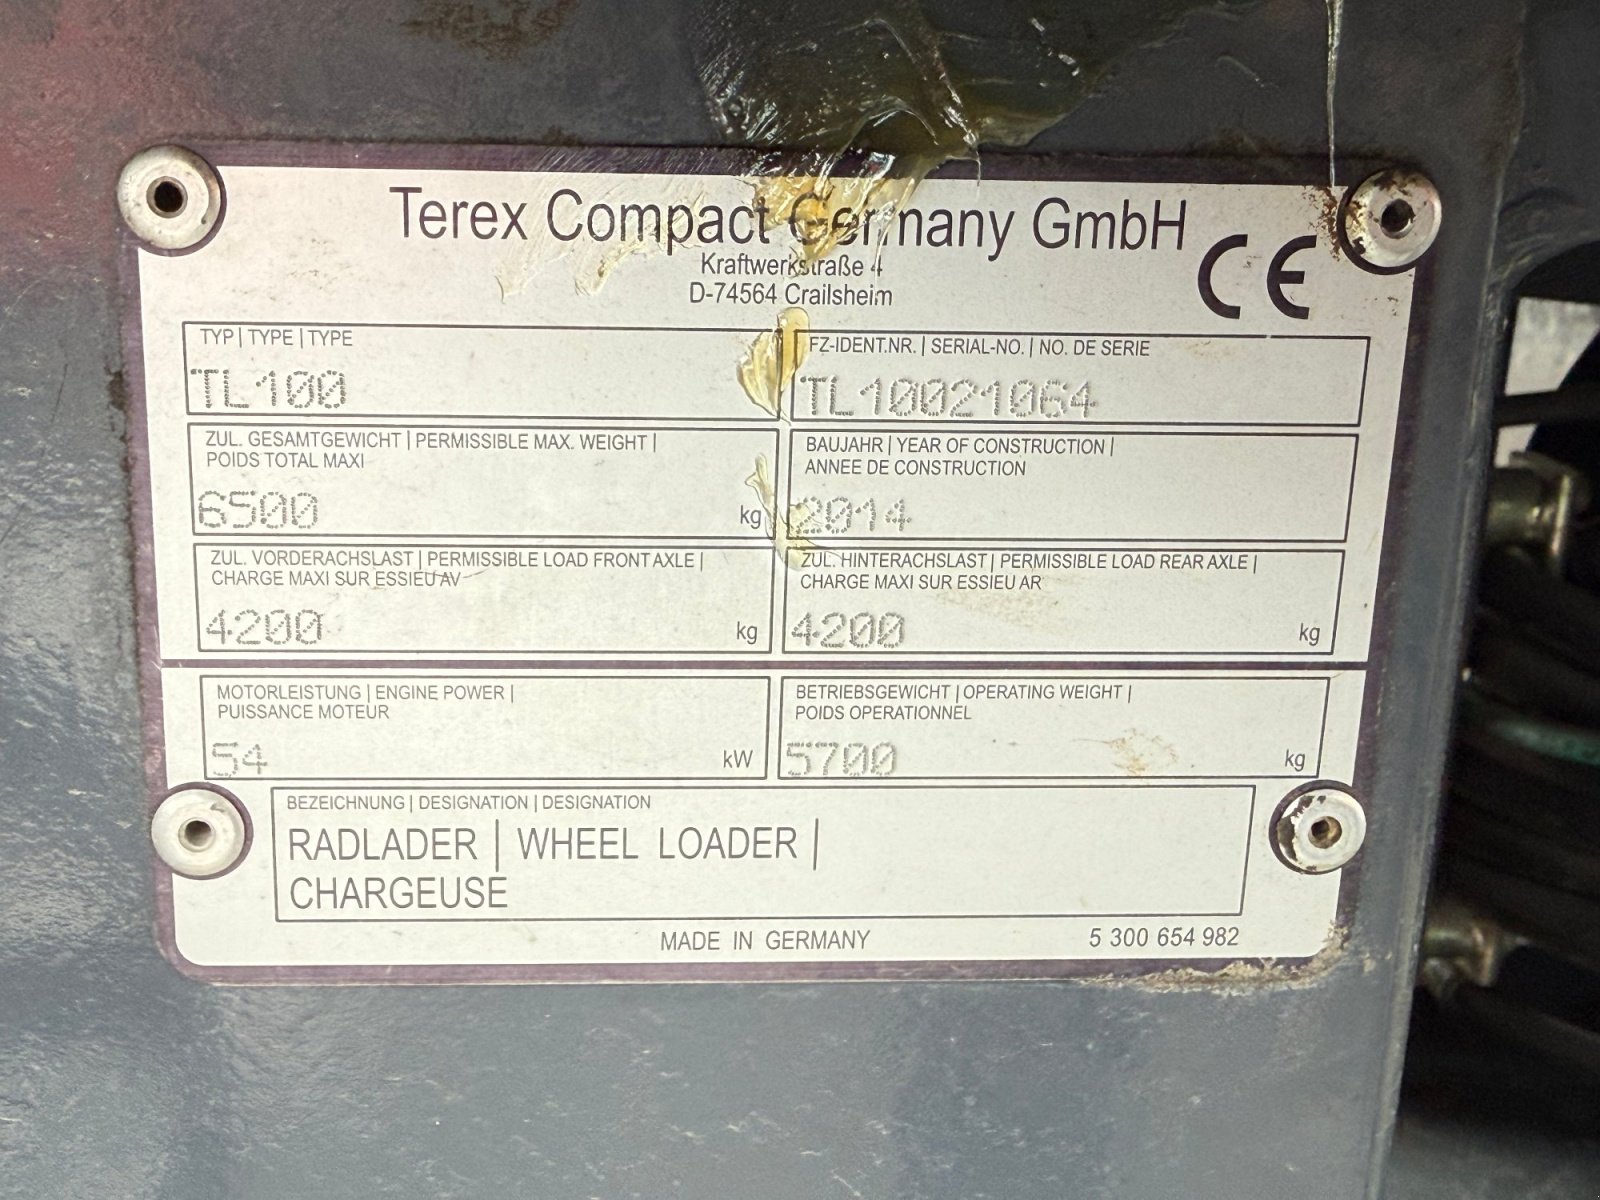 Terex Compact Germany GmbH
Kraftwerkstraße 4
D-74564 Crailsheim
CE
TYP | TYPE | TYPE
TL100
FZ-IDENT.NR. | SERIAL-NO. | NO. DE SERIE
TL10021064
ZUL. GESAMTGEWICHT | PERMISSIBLE MAX. WEIGHT |
POIDS TOTAL MAXI
6500 kg
BAUJAHR | YEAR OF CONSTRUCTION |
ANNEE DE CONSTRUCTION
2014
ZUL. VORDERACHSLAST | PERMISSIBLE LOAD FRONT AXLE |
CHARGE MAXI SUR ESSIEU AV
4200 kg
ZUL. HINTERACHSLAST | PERMISSIBLE LOAD REAR AXLE |
CHARGE MAXI SUR ESSIEU AR
4200 kg
MOTORLEISTUNG | ENGINE POWER |
PUISSANCE MOTEUR
54 kW
BETRIEBSGEWICHT | OPERATING WEIGHT |
POIDS OPERATIONNEL
5700 kg
BEZEICHNUNG | DESIGNATION | DESIGNATION
RADLADER | WHEEL LOADER |
CHARGEUSE
MADE IN GERMANY
5 300 654 982